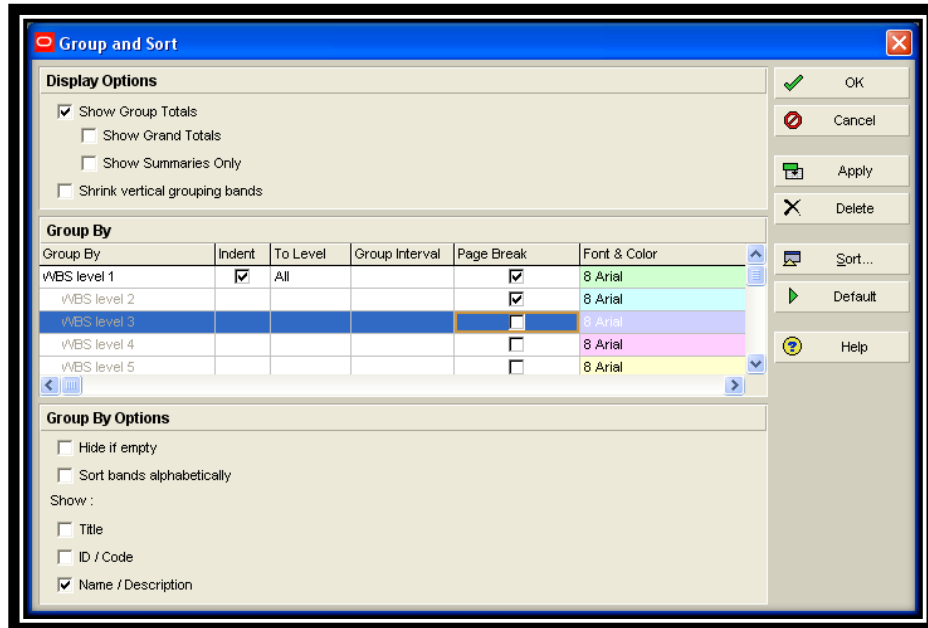 Group and Sort
Display Options
Show Group Totals
Show Grand Totals
Show Summaries Only
Shrink vertical grouping bands
OK
Cancel
Apply
Delete
Sort...
Default
Help
Group By
Group By Indent To Level Group Interval Page Break Font & Color
WBS level 1 All 8 Arial
WBS level 2 8 Arial
WBS level 3 8 Arial
WBS level 4 8 Arial
WBS level 5 8 Arial
Group By Options
Hide if empty
Sort bands alphabetically
Show :
Title
ID / Code
Name / Description